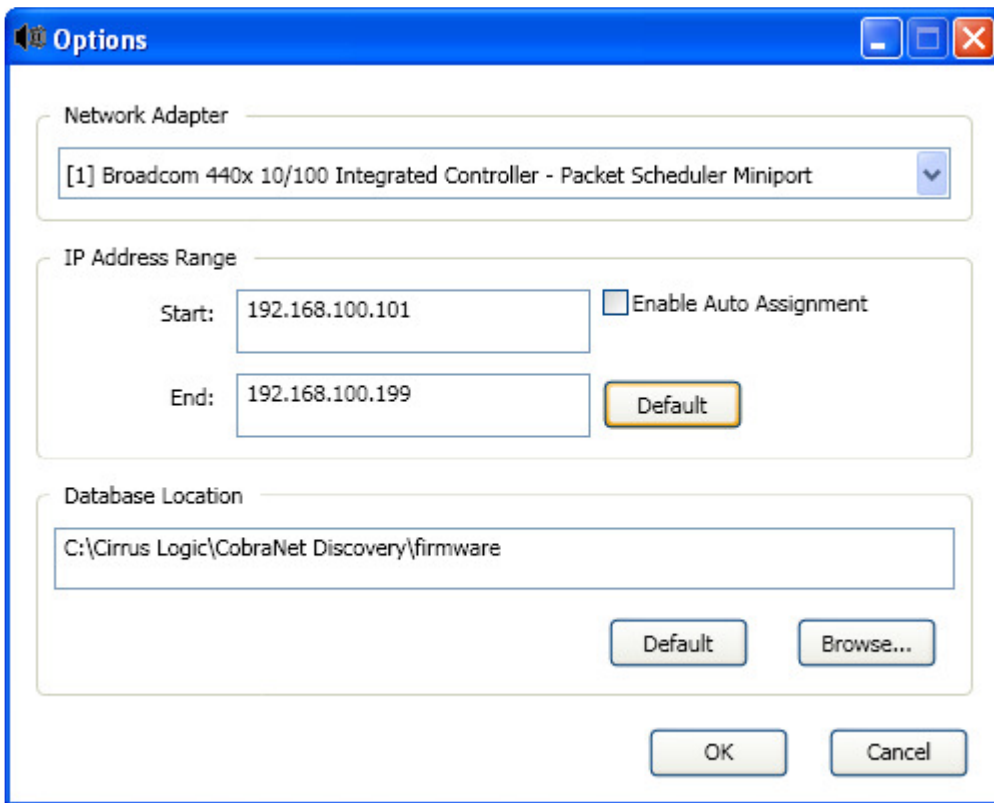 Options
Network Adapter
[1] Broadcom 440x 10/100 Integrated Controller - Packet Scheduler Miniport
IP Address Range
Start: 192.168.100.101 Enable Auto Assignment
End: 192.168.100.199 Default
Database Location
C:\Cirrus Logic\CobraNet Discovery\firmware
Default Browse...
OK Cancel